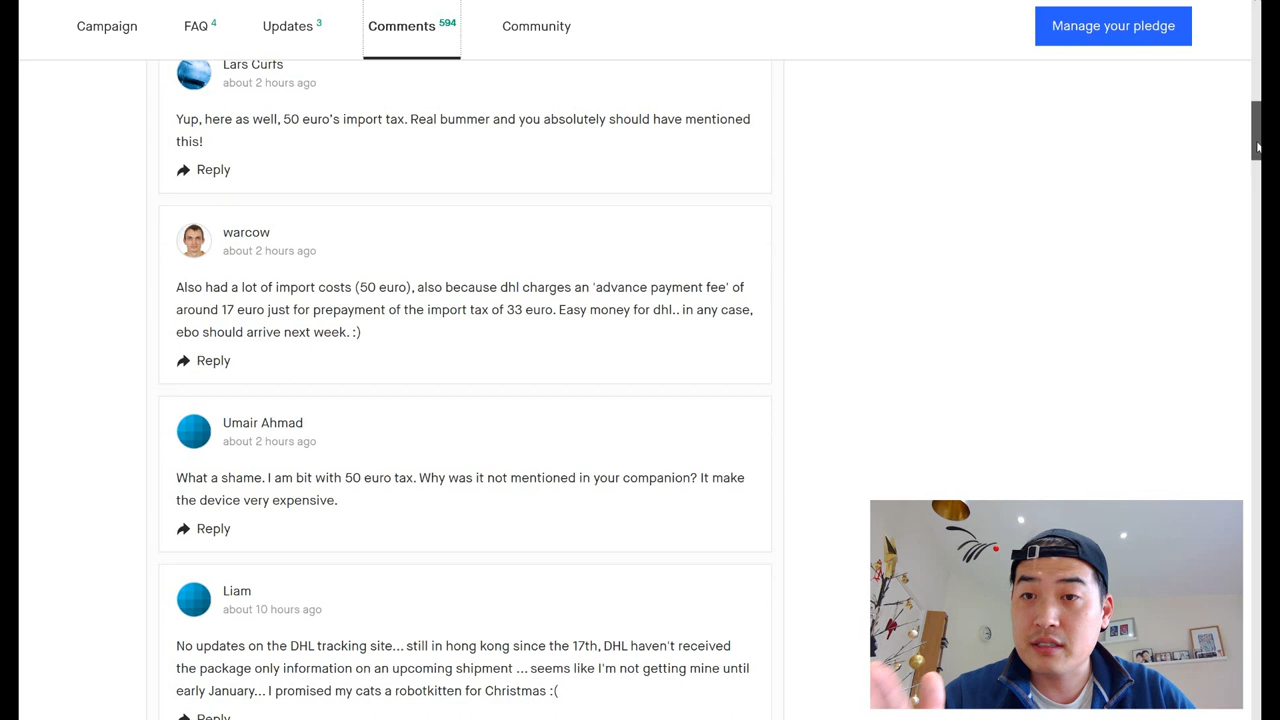 Campaign FAQ 4 Updates 3 Comments 594 Community Manage your pledge
Lars Curfs
about 2 hours ago
Yup, here as well, 50 euro's import tax. Real bummer and you absolutely should have mentioned
this!
Reply
warcow
about 2 hours ago
Also had a lot of import costs (50 euro), also because dhl charges an 'advance payment fee' of
around 17 euro just for prepayment of the import tax of 33 euro. Easy money for dhl.. in any case,
ebo should arrive next week. :)
Reply
Umair Ahmad
about 2 hours ago
What a shame. I am bit with 50 euro tax. Why was it not mentioned in your companion? It make
the device very expensive.
Reply
Liam
about 10 hours ago
No updates on the DHL tracking site... still in hong kong since the 17th, DHL haven't received
the package only information on an upcoming shipment ... seems like I'm not getting mine until
early January... I promised my cats a robotkitten for Christmas :(
Reply